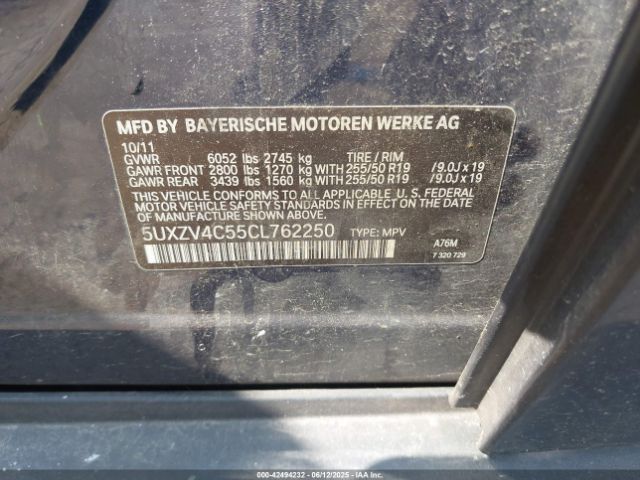 MFD BY BAYERISCHE MOTOREN WERKE AG
10/11
GVWR 6052 lbs 2745 kg TIRE / RIM
GAWR FRONT 2800 lbs 1270 kg WITH 255/50 R19 /9.0J x 19
GAWR REAR 3439 lbs 1560 kg WITH 255/50 R19 /9.0J x 19
THIS VEHICLE CONFORMS TO ALL APPLICABLE U. S. FEDERAL
MOTOR VEHICLE SAFETY STANDARDS
IN EFFECT ON THE DATE OF MANUFACTURE SHOWN ABOVE.
5UXZV4C55CL762250 TYPE: MPV
A76M
7 320 729
000-42494232 - 06/12/2025 - IAAI.COM